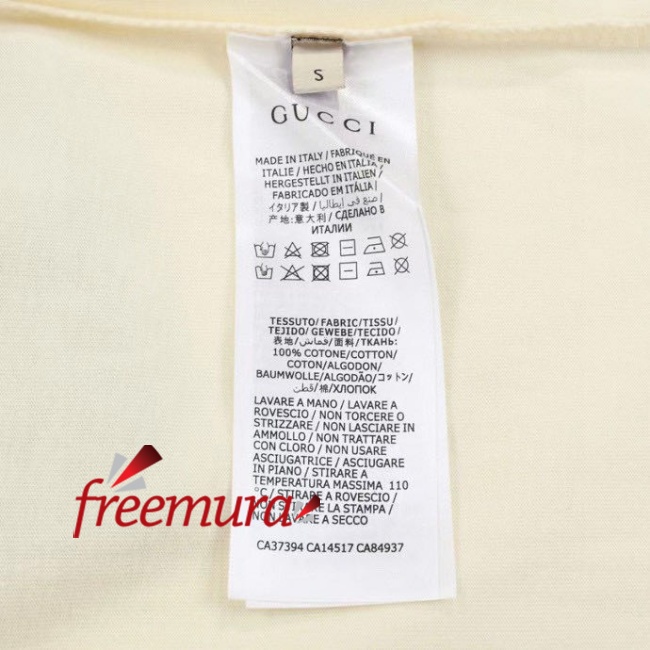 S
GUCCI
MADE IN ITALY / FABRIQUÉ EN
ITALIE / HECHO EN ITALIA /
HERGESTELLT IN ITALIEN /
FABRICADO EM ITÁLIA /
イタリア製 / صنع في إيطاليا /
产地:意大利 / СДЕЛАНО В
ИТАЛИИ
TESSUTO/FABRIC/TISSU/
TEJIDO/ GEWEBE/TECIDO/
表地/قماش/面料/ТКАНЬ:
100% COTONE/COTTON/
COTON/ALGODON/
BAUMWOLLE/ALGODÃO/コットン/
قطن/棉/ХЛОПОК
LAVARE A MANO / LAVARE A
ROVESCIO / NON TORCERE O
STRIZZARE / NON LASCIARE IN
AMMOLLO / NON TRATTARE
CON CLORO / NON USARE
ASCIUGATRICE / ASCIUGARE
IN PIANO / STIRARE A
TEMPERATURA MASSIMA 110
°C / STIRARE A ROVESCIO /
NON STIRARE LA STAMPA /
NON LAVARE A SECCO
CA37394 CA14517 CA84937
freemura